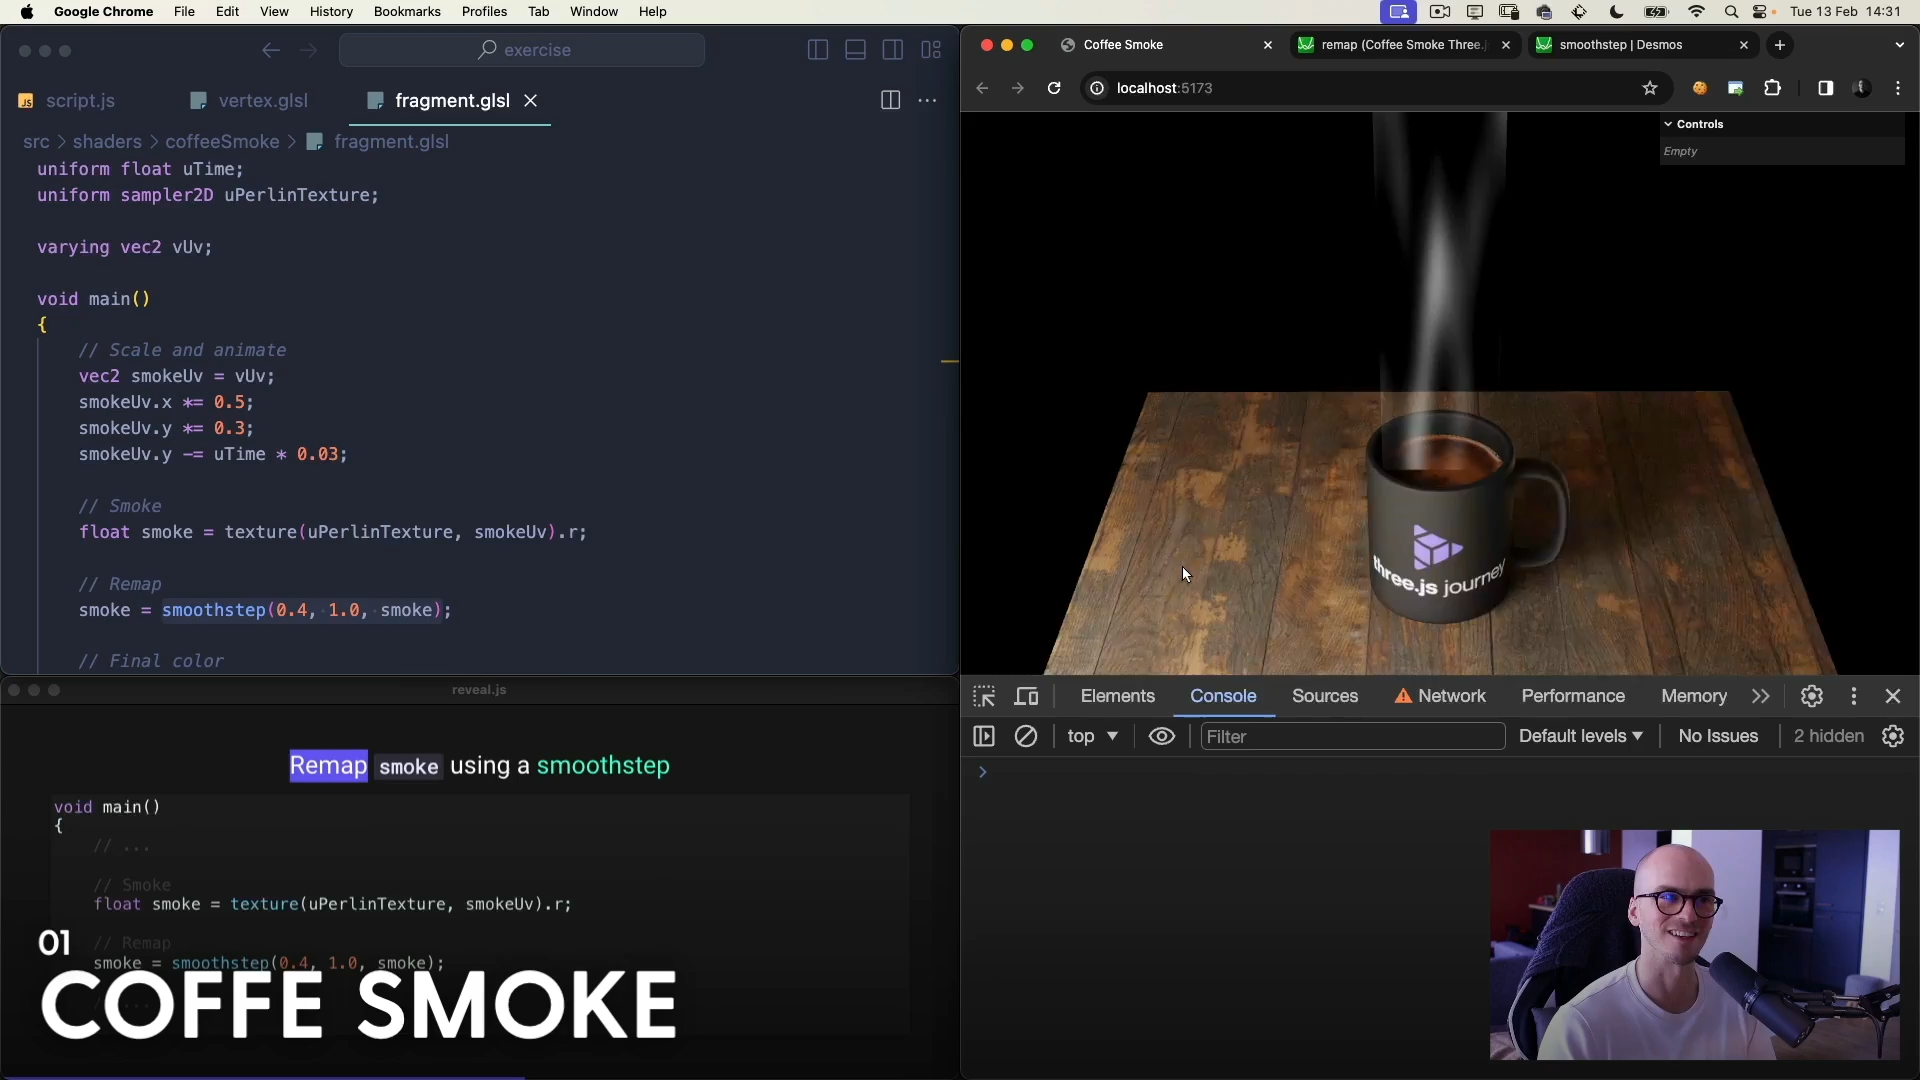 Google Chrome File Edit View History Bookmarks Profiles Tab Window Help
Tue 13 Feb 14:31
exercise
script.js vertex.glsl fragment.glsl
src > shaders > coffeeSmoke > fragment.glsl
uniform float uTime;
uniform sampler2D uPerlinTexture;
varying vec2 vUv;
void main()
{
// Scale and animate
vec2 smokeUv = vUv;
smokeUv.x *= 0.5;
smokeUv.y *= 0.3;
smokeUv.y -= uTime * 0.03;
// Smoke
float smoke = texture(uPerlinTexture, smokeUv).r;
// Remap
smoke = smoothstep(0.4, 1.0, smoke);
// Final color
reveal.js
Remap smoke using a smoothstep
void main()
{
// ...
// Smoke
float smoke = texture(uPerlinTexture, smokeUv).r;
// Remap
smoke = smoothstep(0.4, 1.0, smoke);
01
COFFE SMOKE
Coffee Smoke
remap (Coffee Smoke Three.j
smoothstep | Desmos
localhost:5173
Controls
Empty
three.js journey
Elements Console Sources Network Performance Memory
top Filter Default levels No Issues 2 hidden